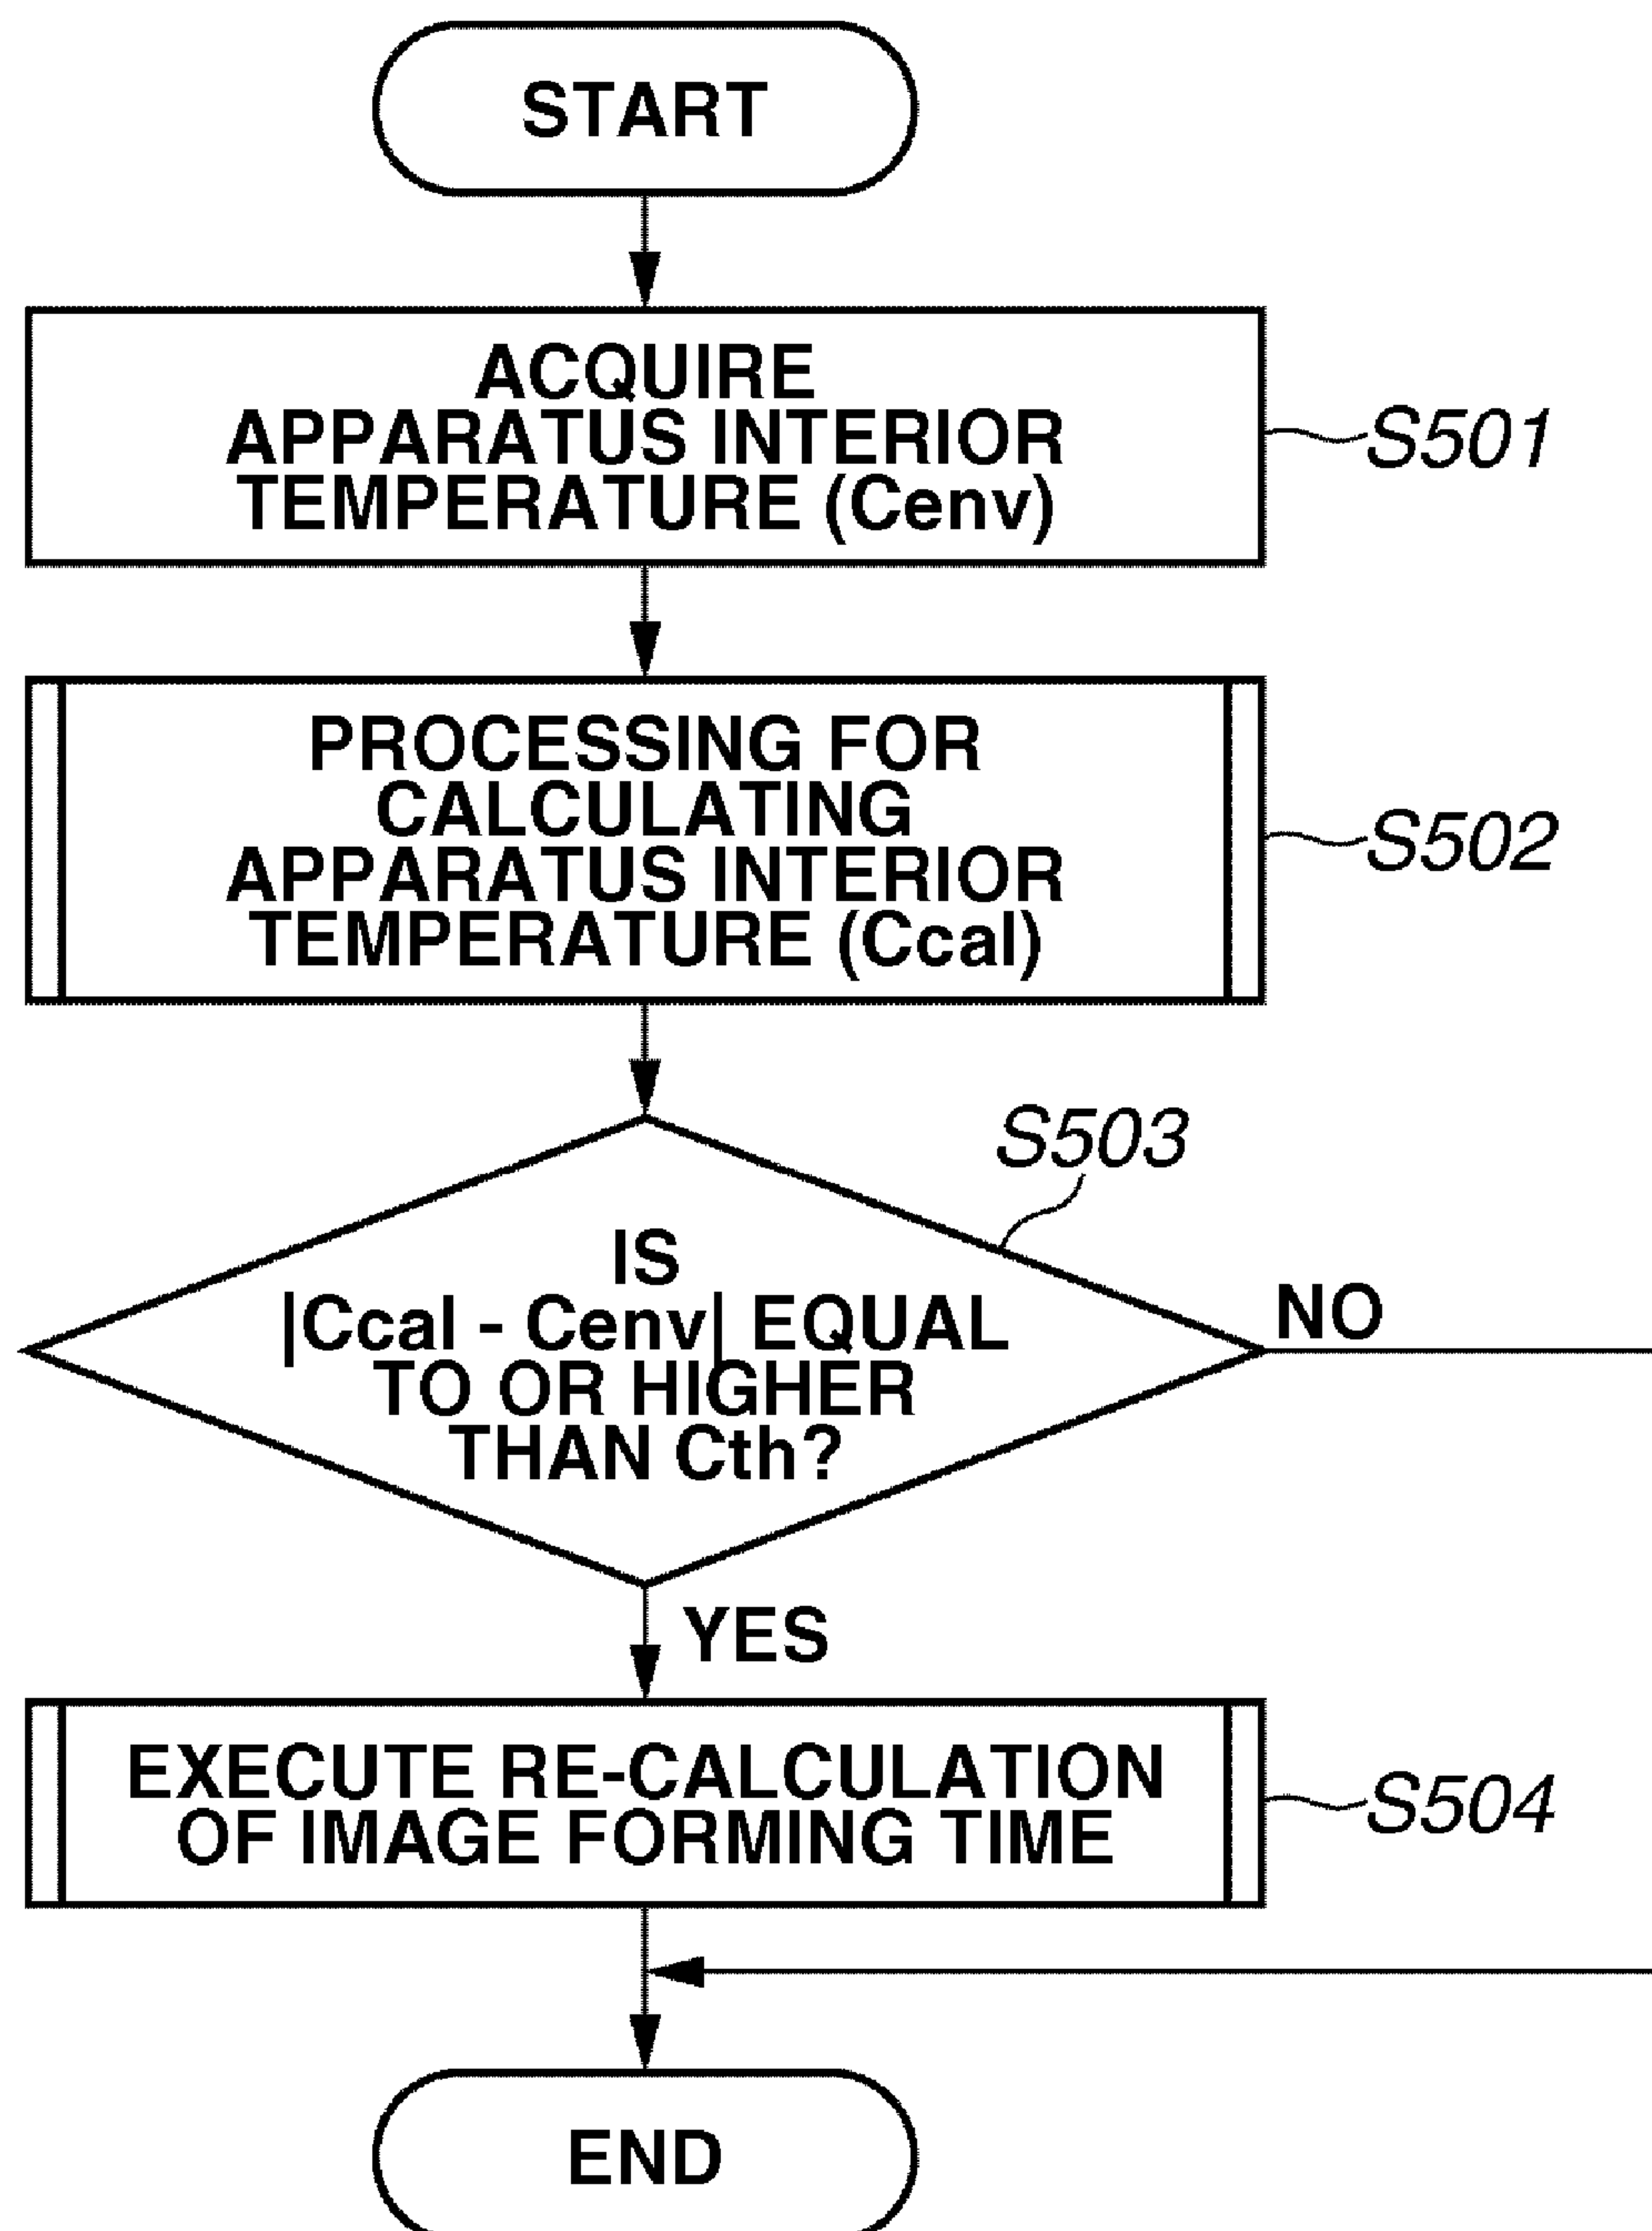 START
ACQUIRE
APPARATUS INTERIOR
TEMPERATURE (Cenv)
S501
PROCESSING FOR
CALCULATING
APPARATUS INTERIOR
TEMPERATURE (Ccal)
S502
S503
IS
|Ccal - Cenv| EQUAL
TO OR HIGHER
THAN Cth?
NO
YES
EXECUTE RE-CALCULATION
OF IMAGE FORMING TIME
S504
END